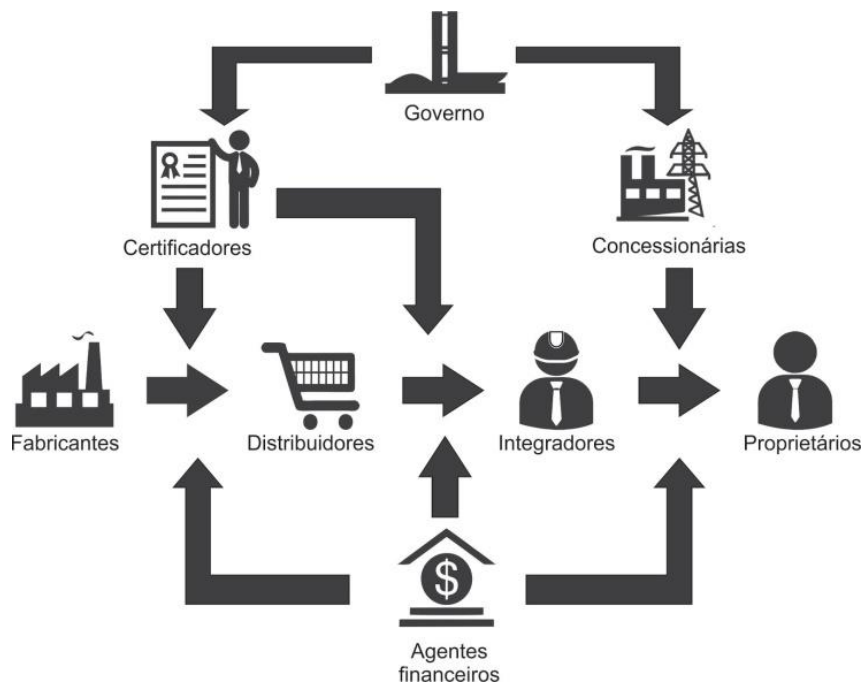 Governo
Certificadores
Concessionárias
Fabricantes
Distribuidores
Integradores
Proprietários
$
Agentes
financeiros